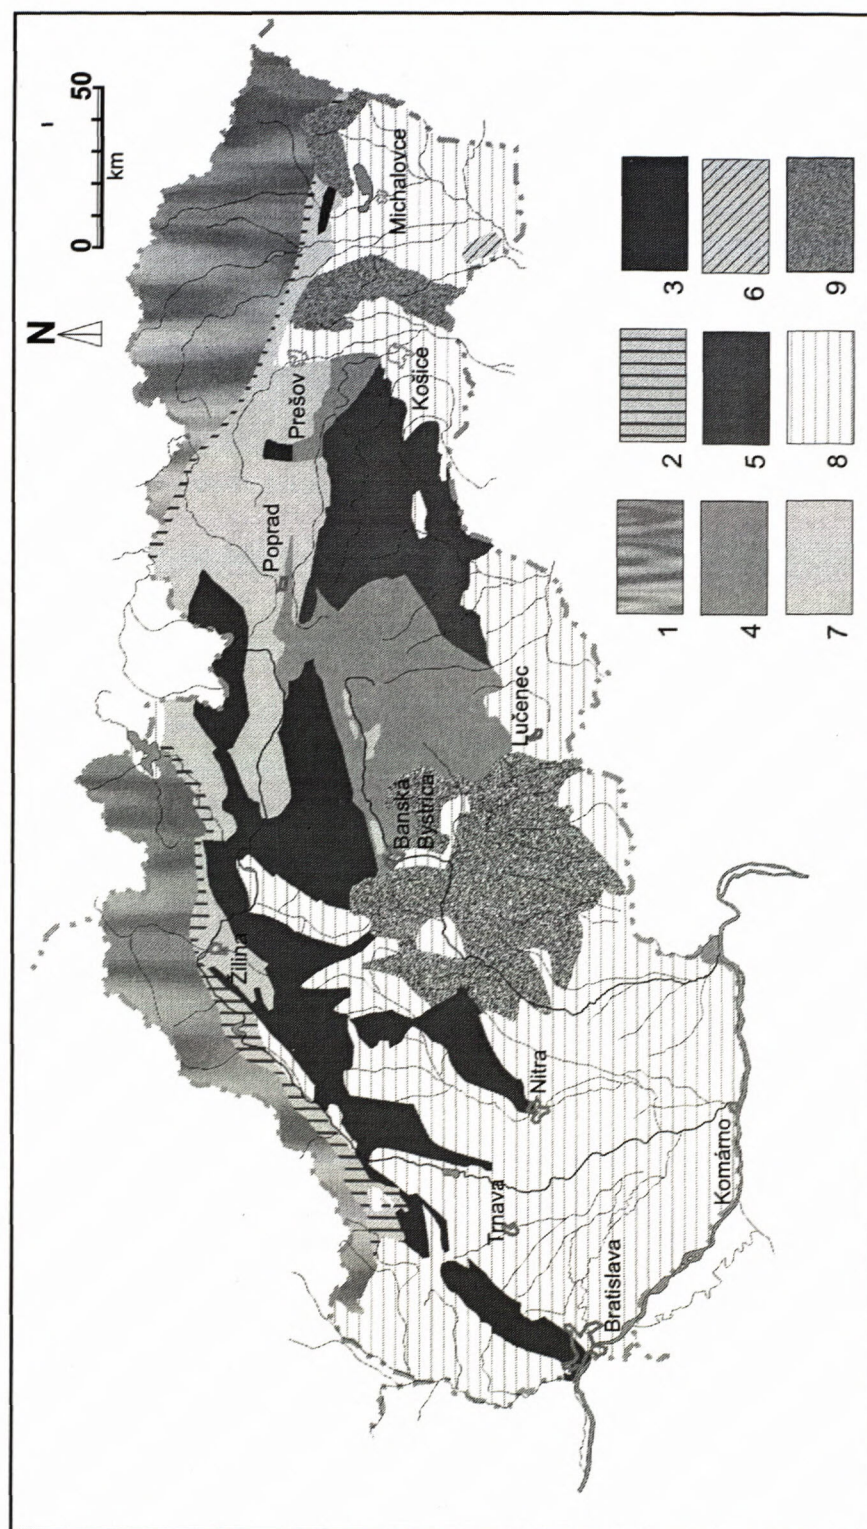 N
0
50
km
Poprad
Prešov
Košice
Michalovce
Žilina
Banská
Bystrica
Lučenec
Nitra
Trnava
Bratislava
Komárno
1
2
3
4
5
6
7
8
9